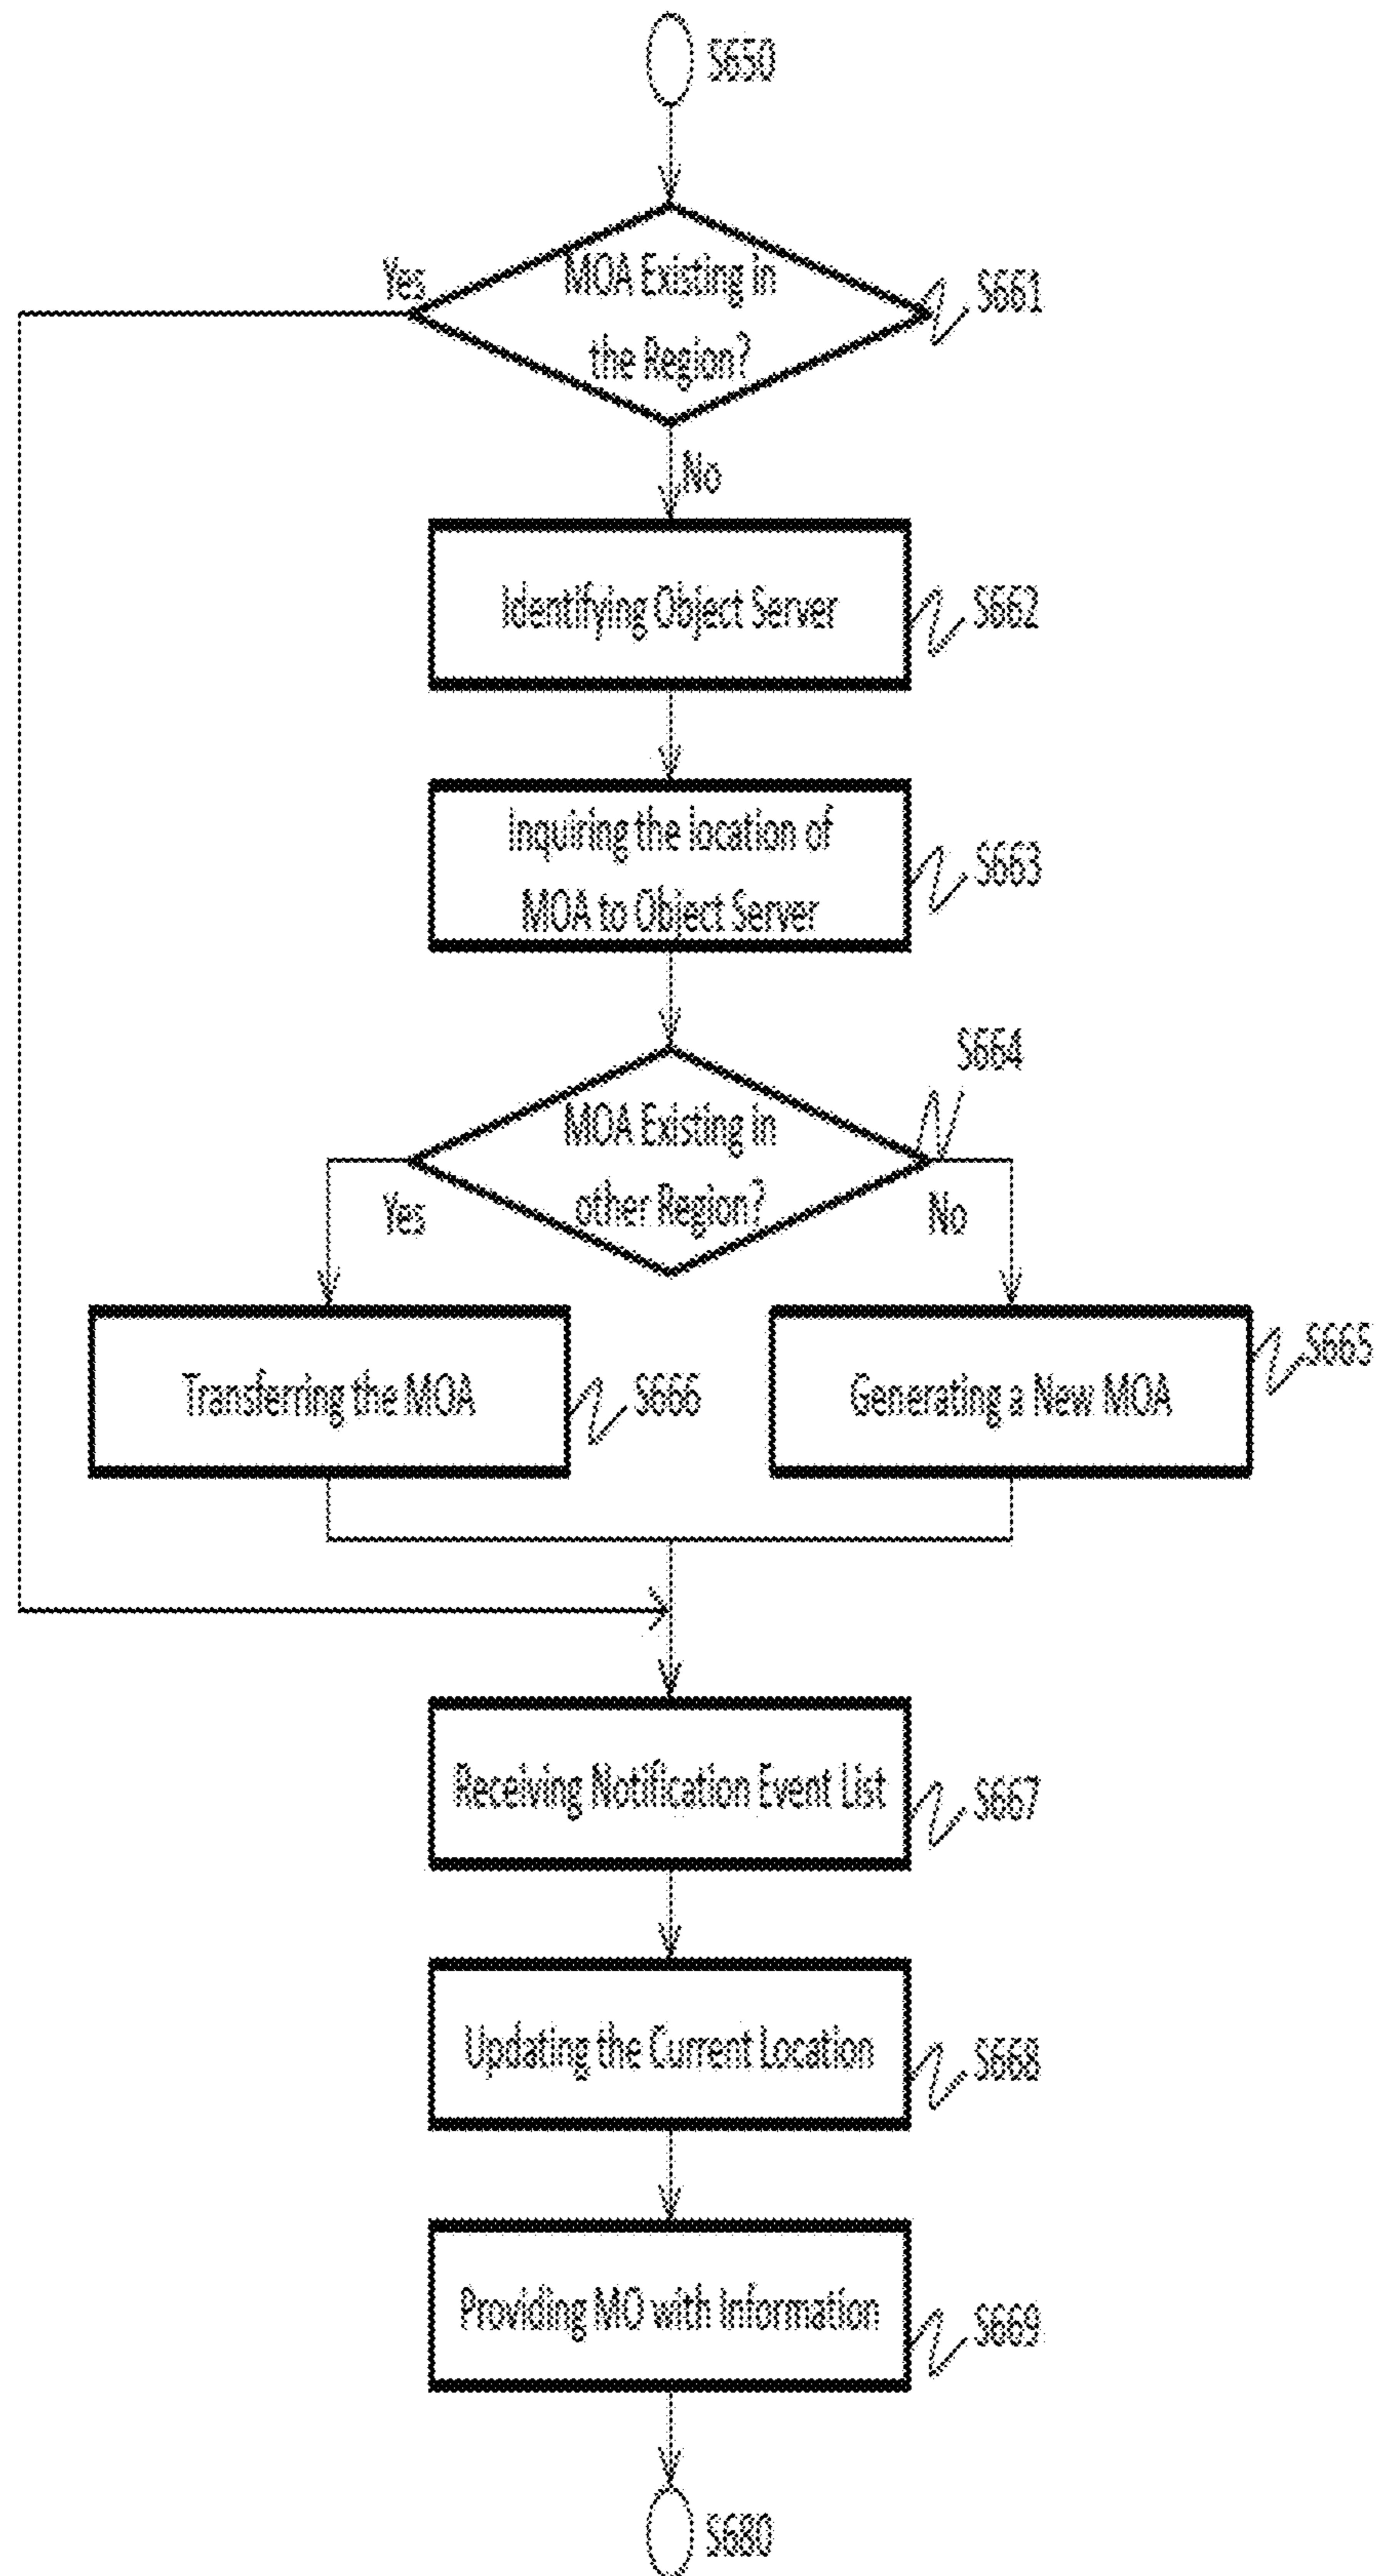 S650
MOA Existing in
the Region?
Yes
S661
No
Identifying Object Server
S662
Inquiring the location of
MOA to Object Server
S663
S664
MOA Existing in
other Region?
Yes
No
Transferring the MOA
S666
Generating a New MOA
S665
Receiving Notification Event List
S667
Updating the Current Location
S668
Providing MO with Information
S669
S680